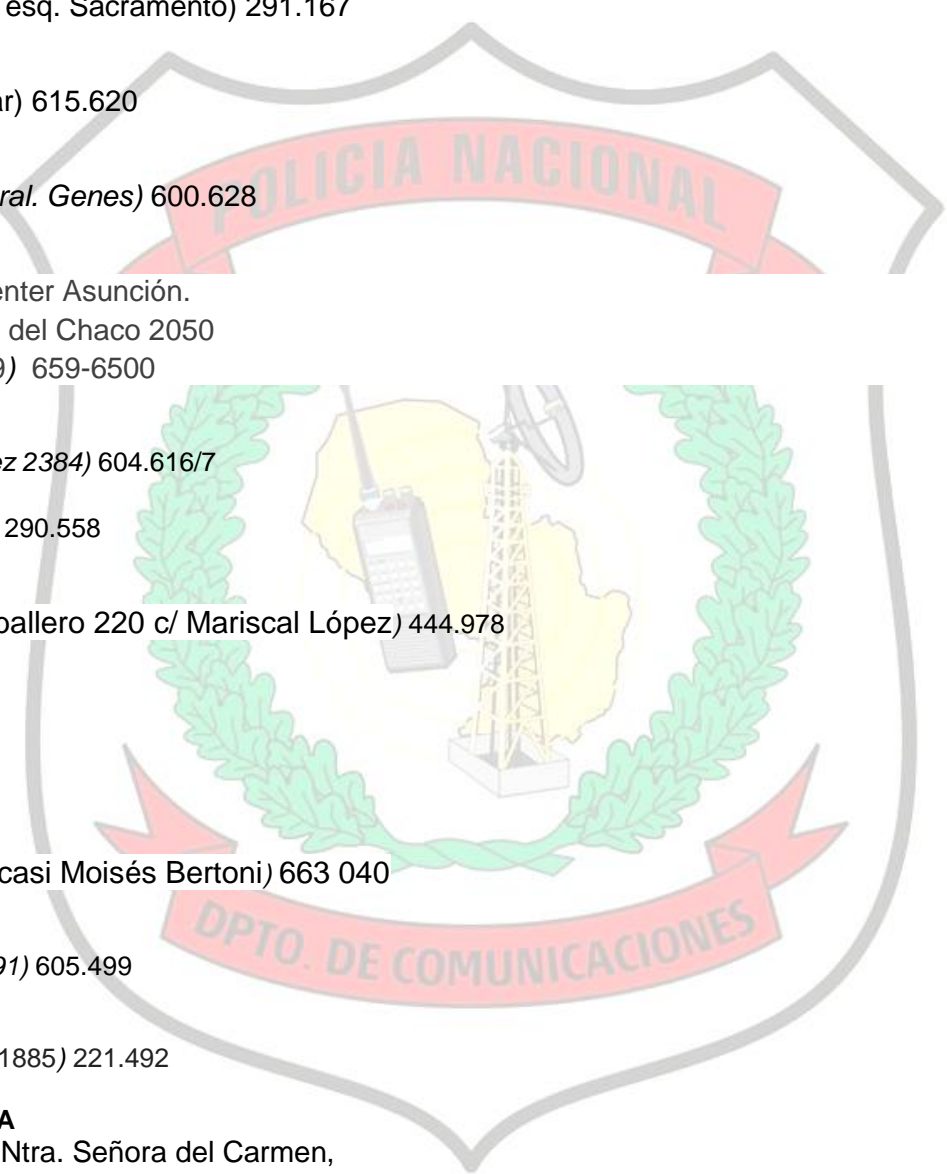 esq. Sacramento) 291.167
ar) 615.620
POLICIA NACIONAL
ral. Genes) 600.628
enter Asunción.
del Chaco 2050
9) 659-6500
ez 2384) 604.616/7
290.558
ballero 220 c/ Mariscal López) 444.978
casi Moisés Bertoni) 663 040
DPTO. DE COMUNICACIONES
91) 605.499
1885) 221.492
A
Ntra. Señora del Carmen,